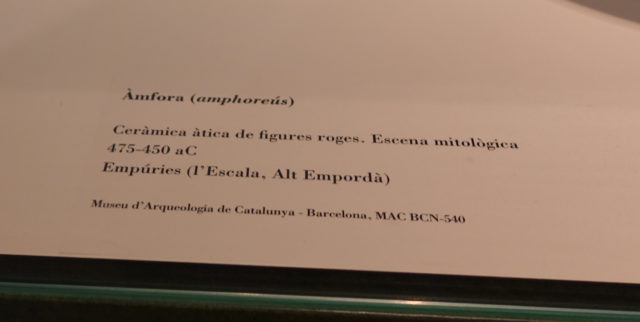 Àmfora (amphoreús)
Ceràmica àtica de figures roges. Escena mitològica
475-450 aC
Empúries (l'Escala, Alt Empordà)
Museu d'Arqueologia de Catalunya - Barcelona, MAC BCN-540